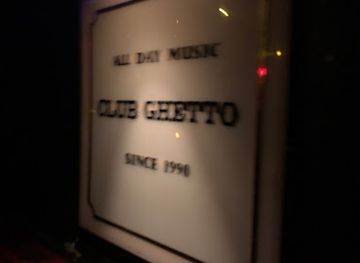 ALL DAY MUSIC
CLUB GHETTO
SINCE 1990